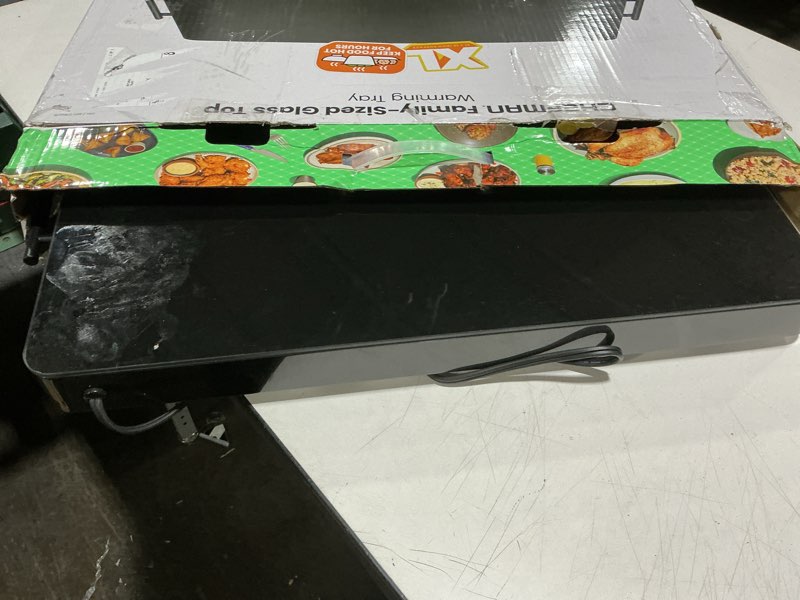 CHEFMAN Family-Sized Glass Top
Warming Tray
XL
KEEP FOOD HOT
FOR HOURS